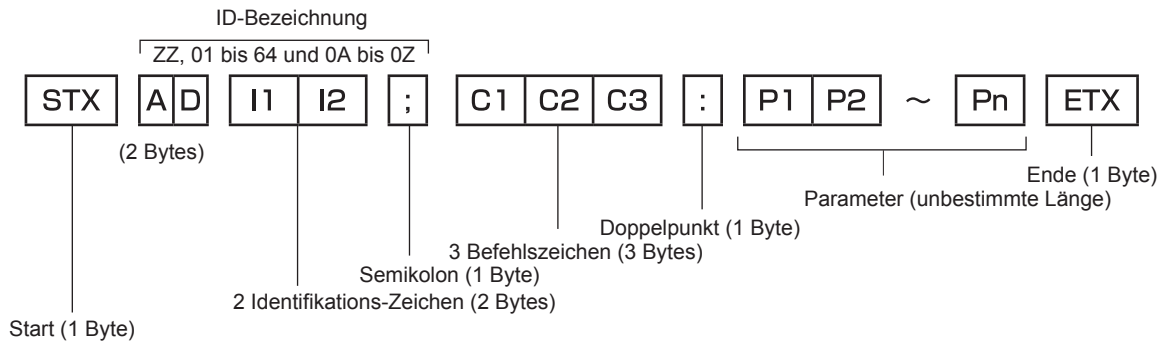 ID-Bezeichnung
ZZ, 01 bis 64 und 0A bis 0Z
STX A D I1 I2 ; C1 C2 C3 : P1 P2 ～ Pn ETX
(2 Bytes)
Ende (1 Byte)
Parameter (unbestimmte Länge)
Doppelpunkt (1 Byte)
3 Befehlszeichen (3 Bytes)
Semikolon (1 Byte)
2 Identifikations-Zeichen (2 Bytes)
Start (1 Byte)